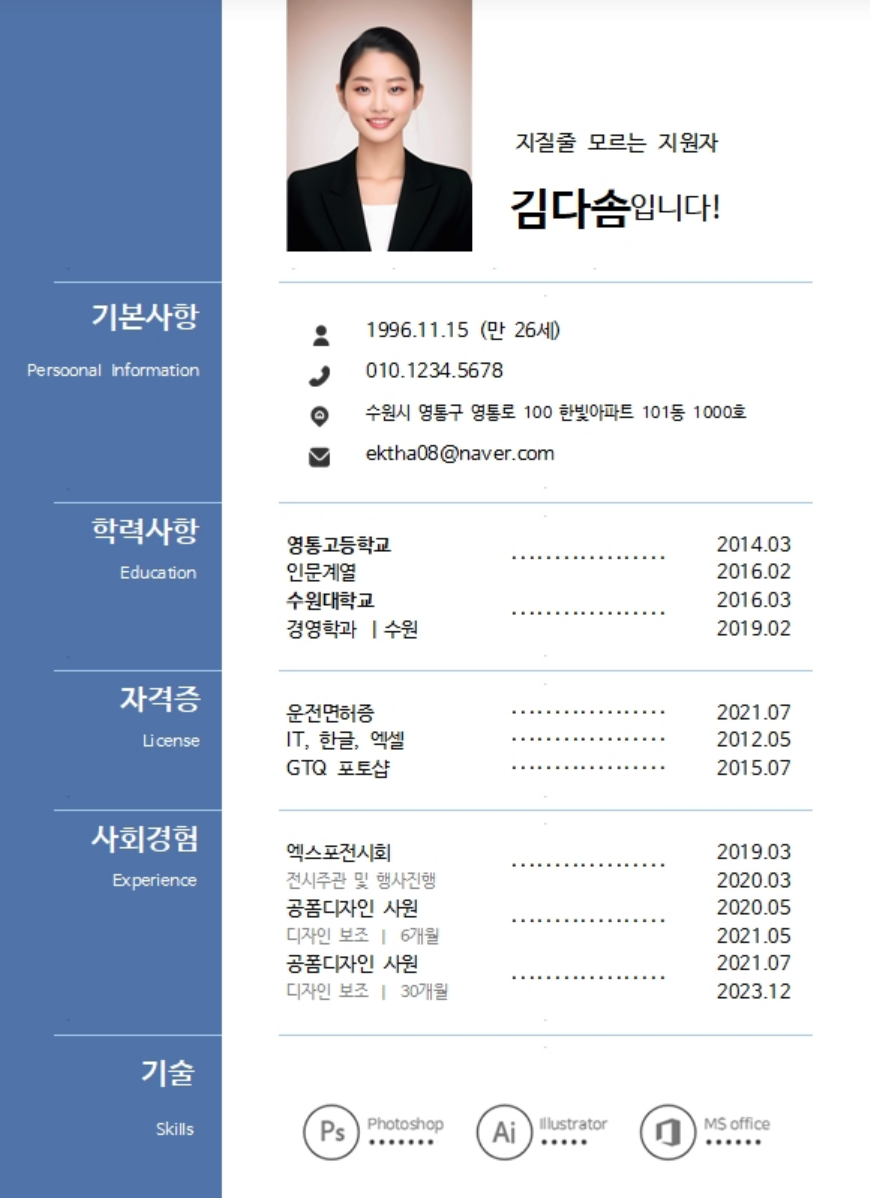 지질줄 모르는 지원자
김다솜입니다!
기본사항
Persoonal Information
1996.11.15 (만 26세)
010.1234.5678
수원시 영통구 영통로 100 한빛아파트 101동 1000호
ektha08@naver.com
학력사항
Education
영통고등학교 .................. 2014.03
인문계열 2016.02
수원대학교 .................. 2016.03
경영학과 | 수원 2019.02
자격증
License
운전면허증 .................. 2021.07
IT, 한글, 엑셀 .................. 2012.05
GTQ 포토샵 .................. 2015.07
사회경험
Experience
엑스포전시회 .................. 2019.03
전시주관 및 행사진행 2020.03
공폼디자인 사원 .................. 2020.05
디자인 보조 | 6개월 2021.05
공폼디자인 사원 .................. 2021.07
디자인 보조 | 30개월 2023.12
기술
Skills
Ps Photoshop
Ai Illustrator
MS office